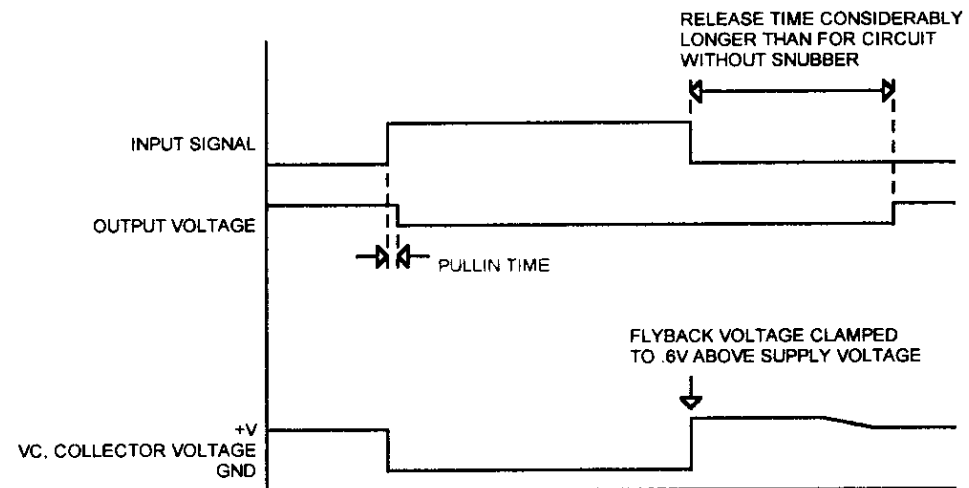 RELEASE TIME CONSIDERABLY
LONGER THAN FOR CIRCUIT
WITHOUT SNUBBER
INPUT SIGNAL
OUTPUT VOLTAGE
PULLIN TIME
FLYBACK VOLTAGE CLAMPED
TO .6V ABOVE SUPPLY VOLTAGE
+V
VC, COLLECTOR VOLTAGE
GND